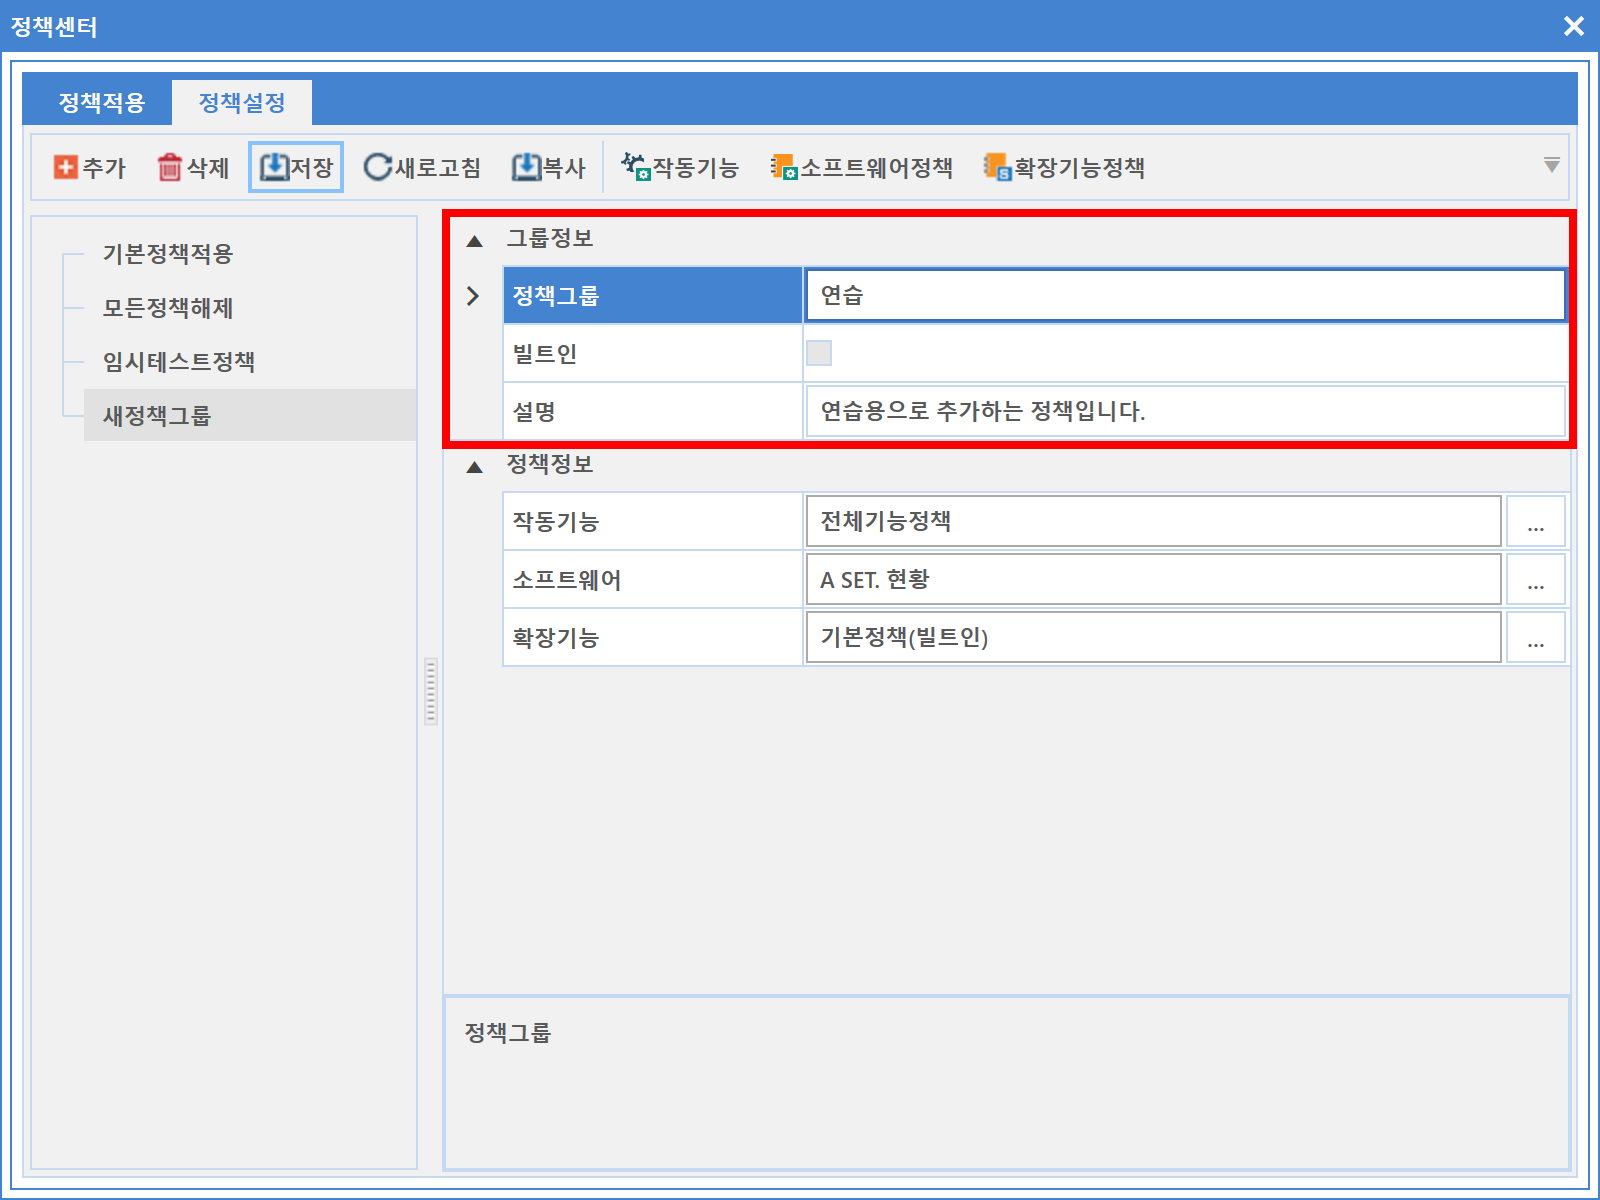 정책센터
정책적용 정책설정
추가 삭제 저장 새로고침 복사 작동기능 소프트웨어정책 확장기능정책
기본정책적용
모든정책해제
임시테스트정책
새정책그룹
그룹정보
정책그룹 연습
빌트인
설명 연습용으로 추가하는 정책입니다.
정책정보
작동기능 전체기능정책 ...
소프트웨어 A SET. 현황 ...
확장기능 기본정책(빌트인) ...
정책그룹